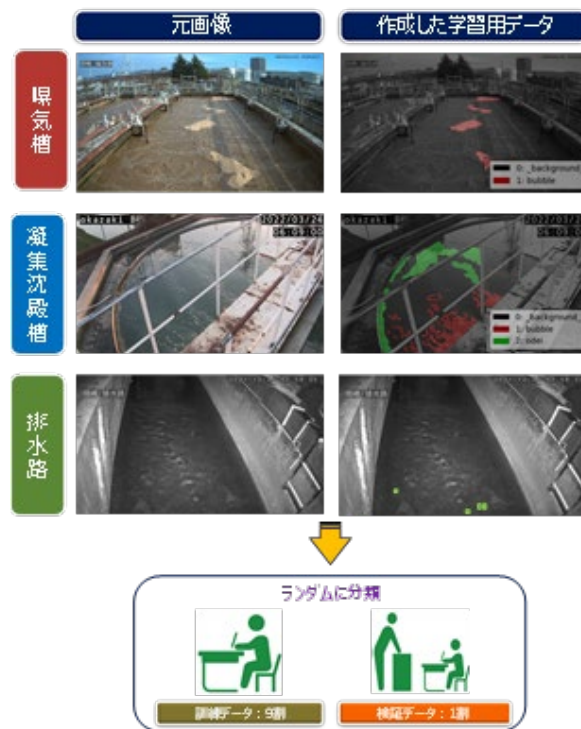 元画像
作成した学習用データ
曝気槽
0: _background_
1: bubble
凝集沈殿槽
0: _background_
1: bubble
2: odei
排水路
ランダムに分類
訓練データ：9割
検証データ：1割